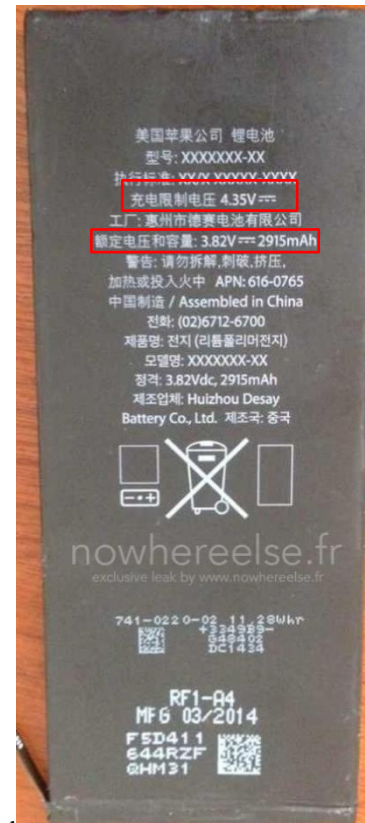 美国苹果公司 锂电池
型号: XXXXXXX-XX
执行标准: XX/X XXXXX-XXXX
充电限制电压 4.35V
工厂: 惠州市德赛电池有限公司
额定电压和容量: 3.82V 2915mAh
警告: 请勿拆解,刺破,挤压,
加热或投入火中 APN: 616-0765
中国制造 / Assembled in China
전화: (02)6712-6700
제품명: 전지 (리튬폴리머전지)
모델명: XXXXXXX-XX
정격: 3.82Vdc, 2915mAh
제조업체: Huizhou Desay
Battery Co., Ltd. 제조국: 중국
nowhereelse.fr
exclusive leak by www.nowhereelse.fr
741-0220-02 11.28Whr
DC1434
RF1-A4
MFG 03/2014
F5D411
644RZF
QHM31